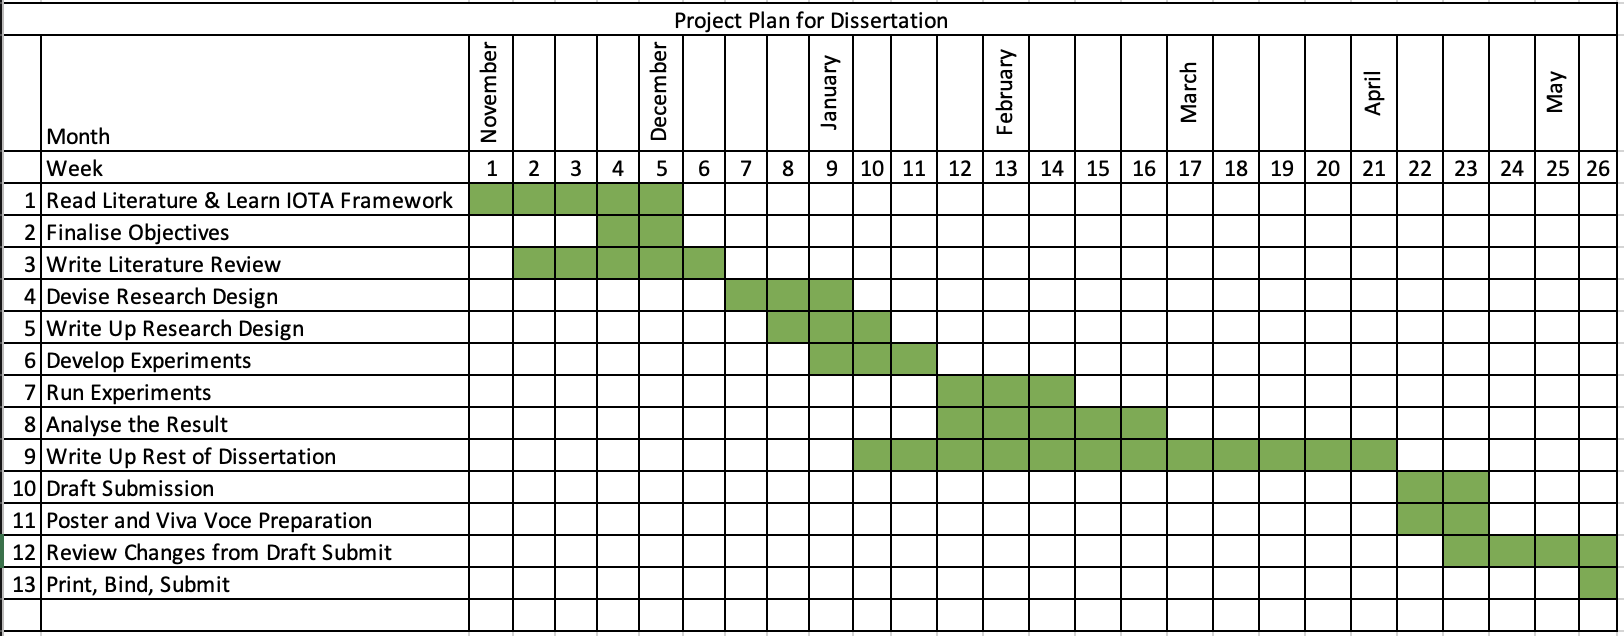 Project Plan for Dissertation
Month November December January February March April May
Week 1 2 3 4 5 6 7 8 9 10 11 12 13 14 15 16 17 18 19 20 21 22 23 24 25 26
1 Read Literature & Learn IOTA Framework
2 Finalise Objectives
3 Write Literature Review
4 Devise Research Design
5 Write Up Research Design
6 Develop Experiments
7 Run Experiments
8 Analyse the Result
9 Write Up Rest of Dissertation
10 Draft Submission
11 Poster and Viva Voce Preparation
12 Review Changes from Draft Submit
13 Print, Bind, Submit